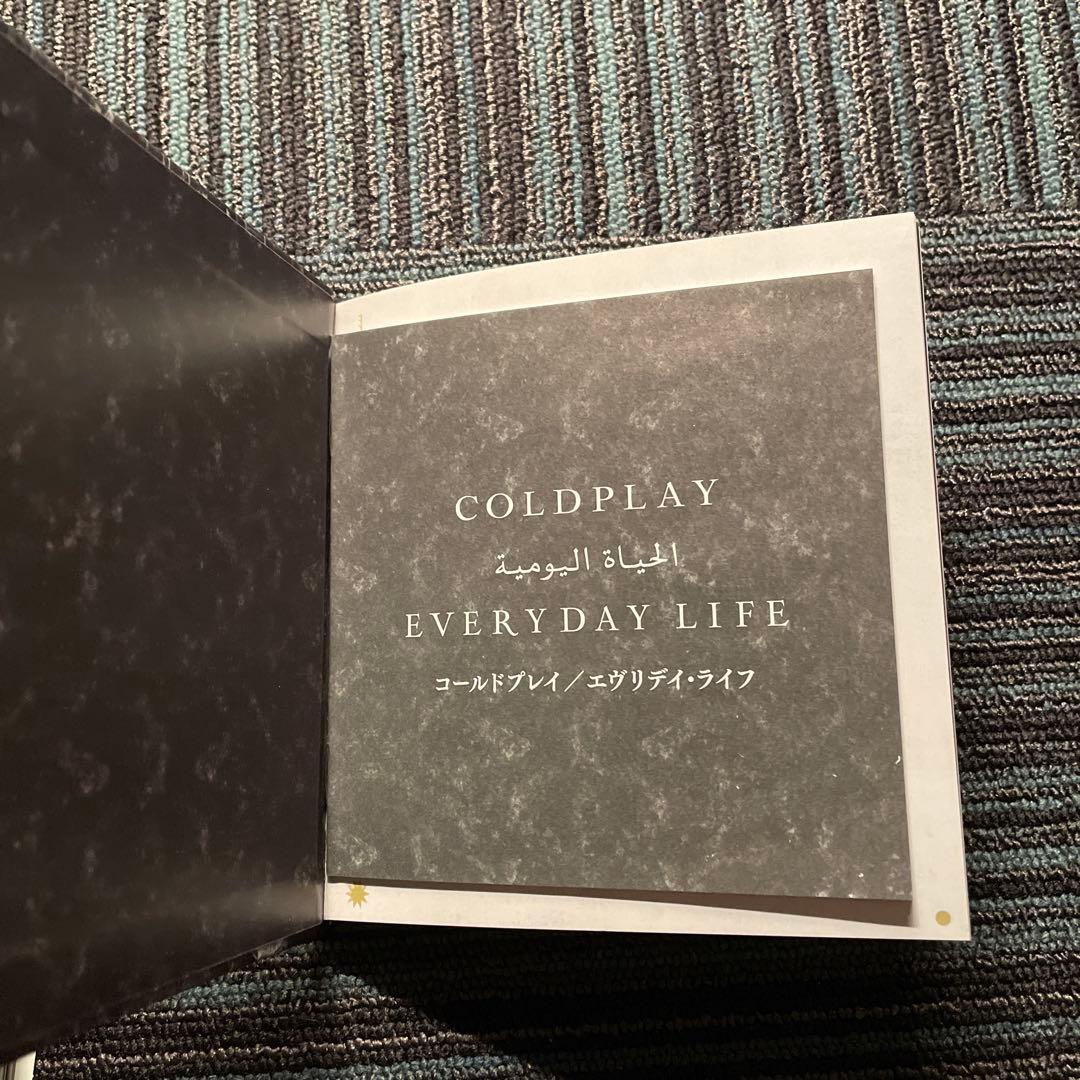 COLDPLAY
الحياة اليومية
EVERYDAY LIFE
コールドプレイ／エヴリデイ・ライフ